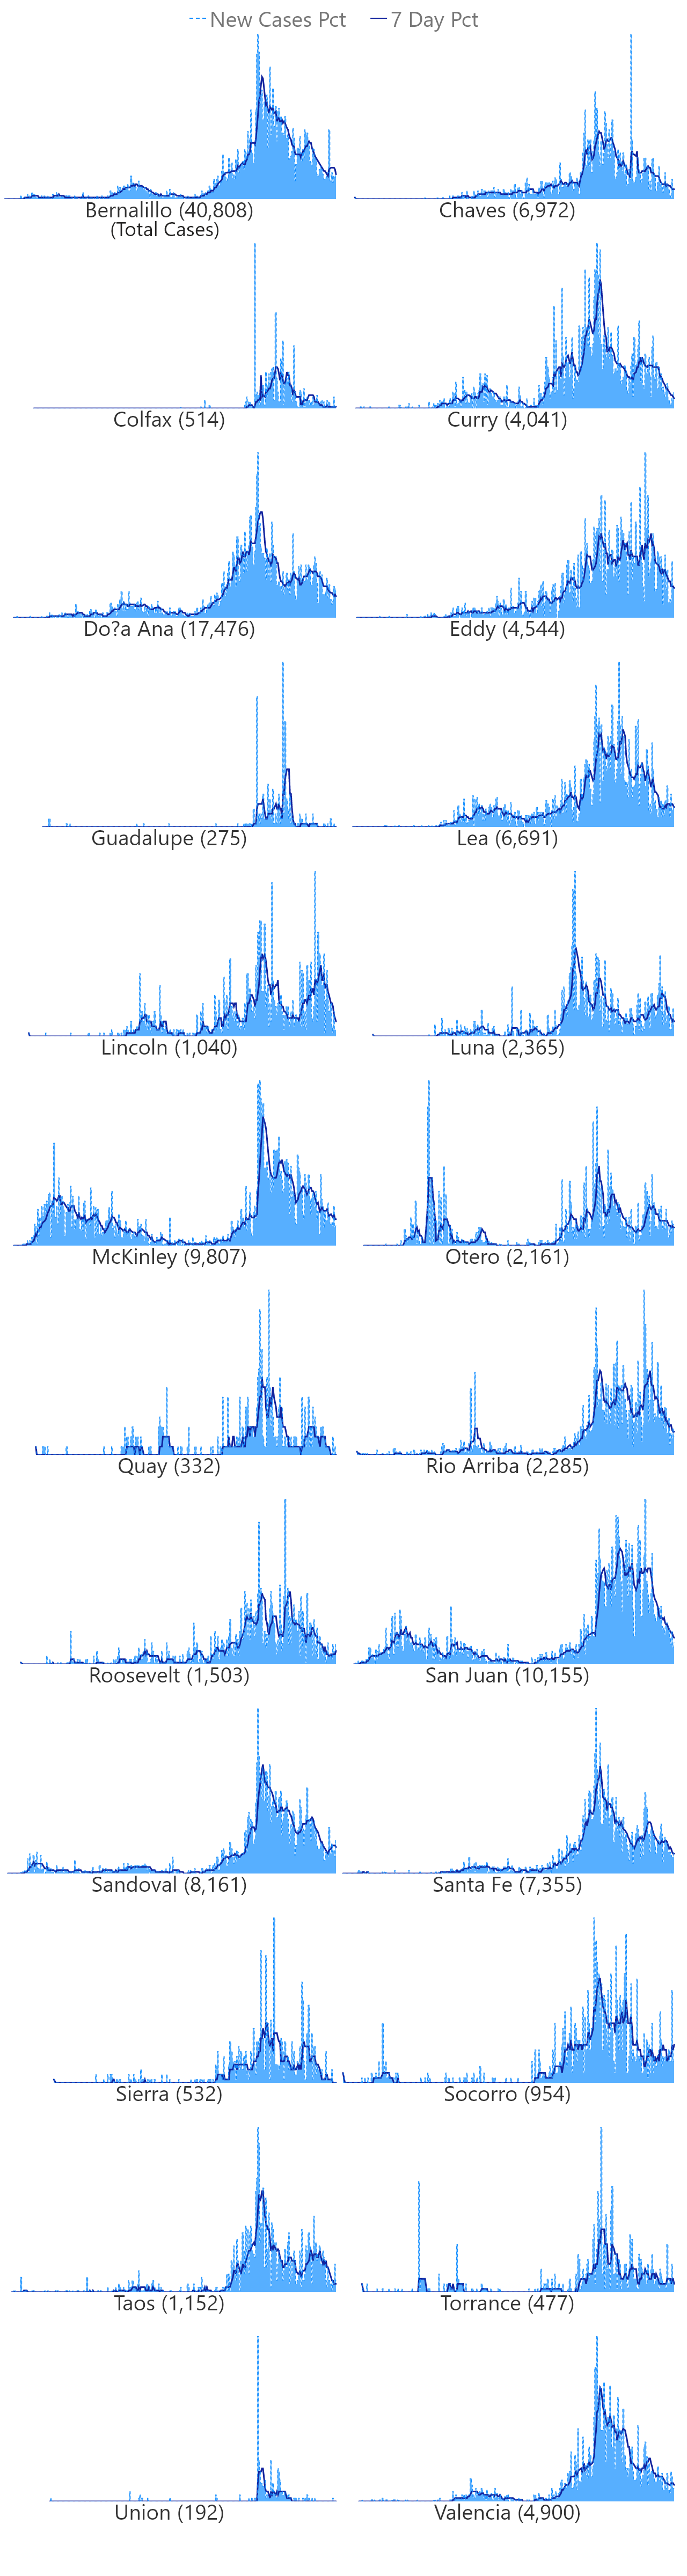 New Cases Pct 7 Day Pct
Bernalillo (40,808) Chaves (6,972)
(Total Cases)
Colfax (514) Curry (4,041)
Do?a Ana (17,476) Eddy (4,544)
Guadalupe (275) Lea (6,691)
Lincoln (1,040) Luna (2,365)
McKinley (9,807) Otero (2,161)
Quay (332) Rio Arriba (2,285)
Roosevelt (1,503) San Juan (10,155)
Sandoval (8,161) Santa Fe (7,355)
Sierra (532) Socorro (954)
Taos (1,152) Torrance (477)
Union (192) Valencia (4,900)